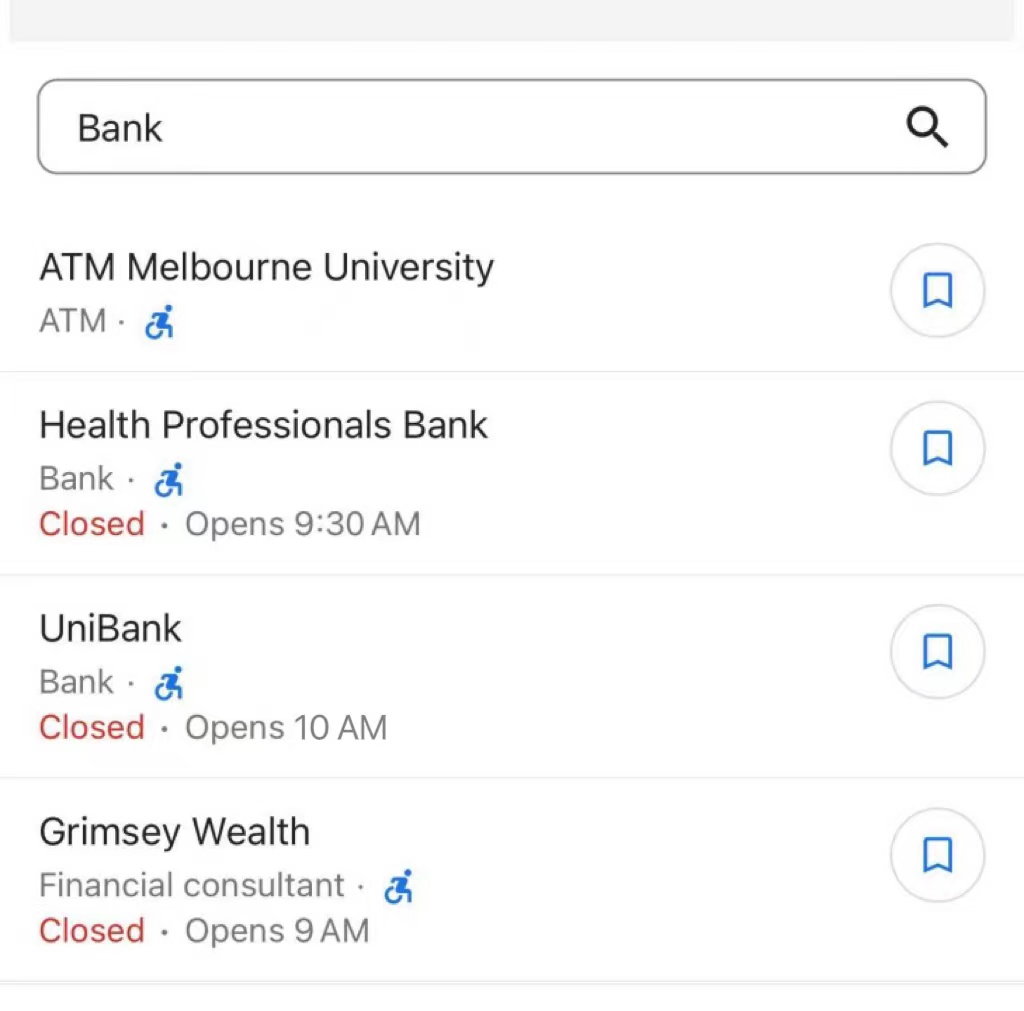 Bank
ATM Melbourne University
ATM ·
Health Professionals Bank
Bank ·
Closed · Opens 9:30 AM
UniBank
Bank ·
Closed · Opens 10 AM
Grimsey Wealth
Financial consultant ·
Closed · Opens 9 AM